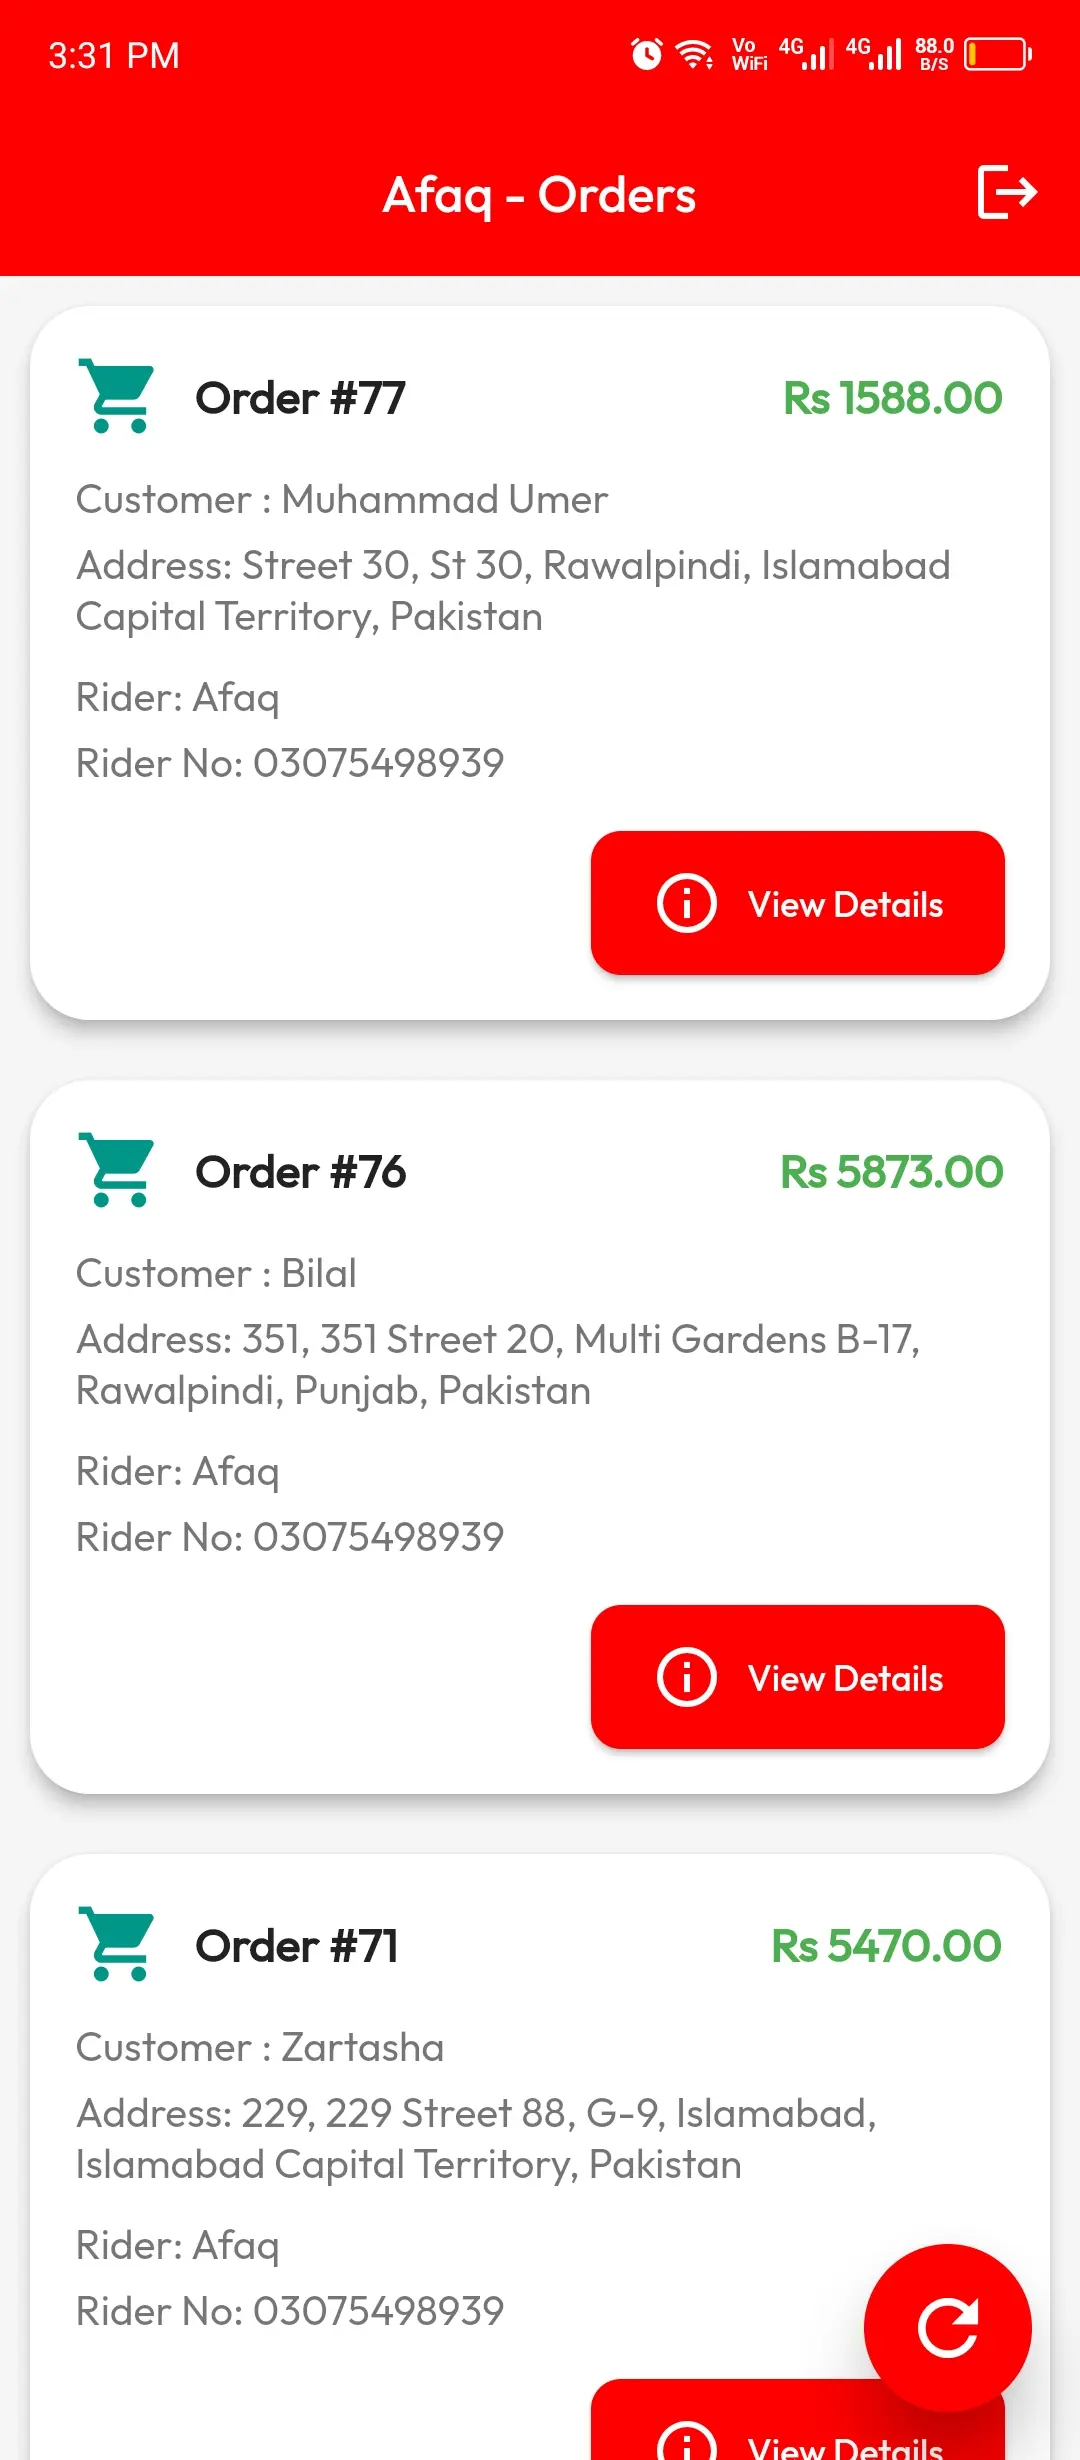 3:31 PM
Vo WiFi 4G 4G 88.0 B/S
Afaq - Orders
Order #77 Rs 1588.00
Customer : Muhammad Umer
Address: Street 30, St 30, Rawalpindi, Islamabad
Capital Territory, Pakistan
Rider: Afaq
Rider No: 03075498939
View Details
Order #76 Rs 5873.00
Customer : Bilal
Address: 351, 351 Street 20, Multi Gardens B-17,
Rawalpindi, Punjab, Pakistan
Rider: Afaq
Rider No: 03075498939
View Details
Order #71 Rs 5470.00
Customer : Zartasha
Address: 229, 229 Street 88, G-9, Islamabad,
Islamabad Capital Territory, Pakistan
Rider: Afaq
Rider No: 03075498939
View Details